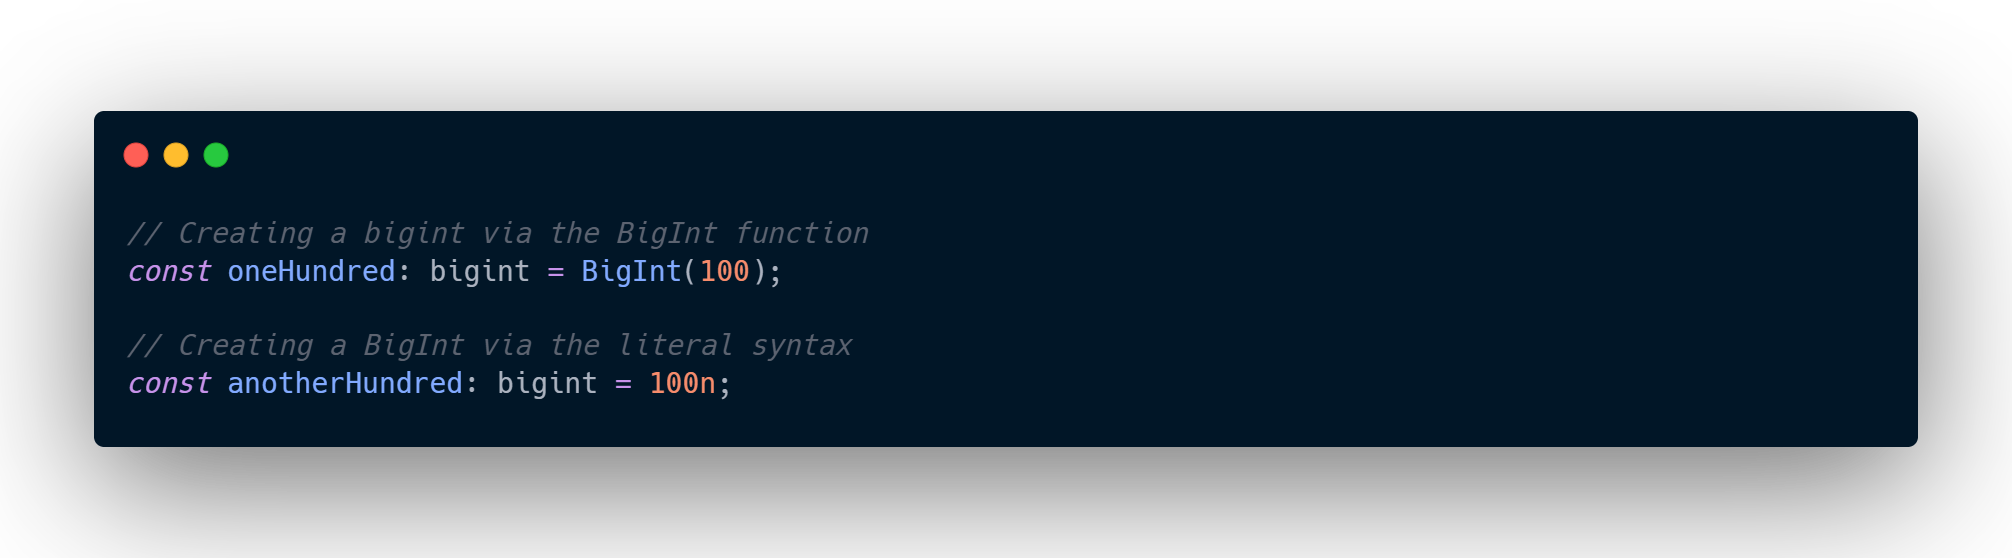 // Creating a bigint via the BigInt function
const oneHundred: bigint = BigInt(100);
// Creating a BigInt via the literal syntax
const anotherHundred: bigint = 100n;